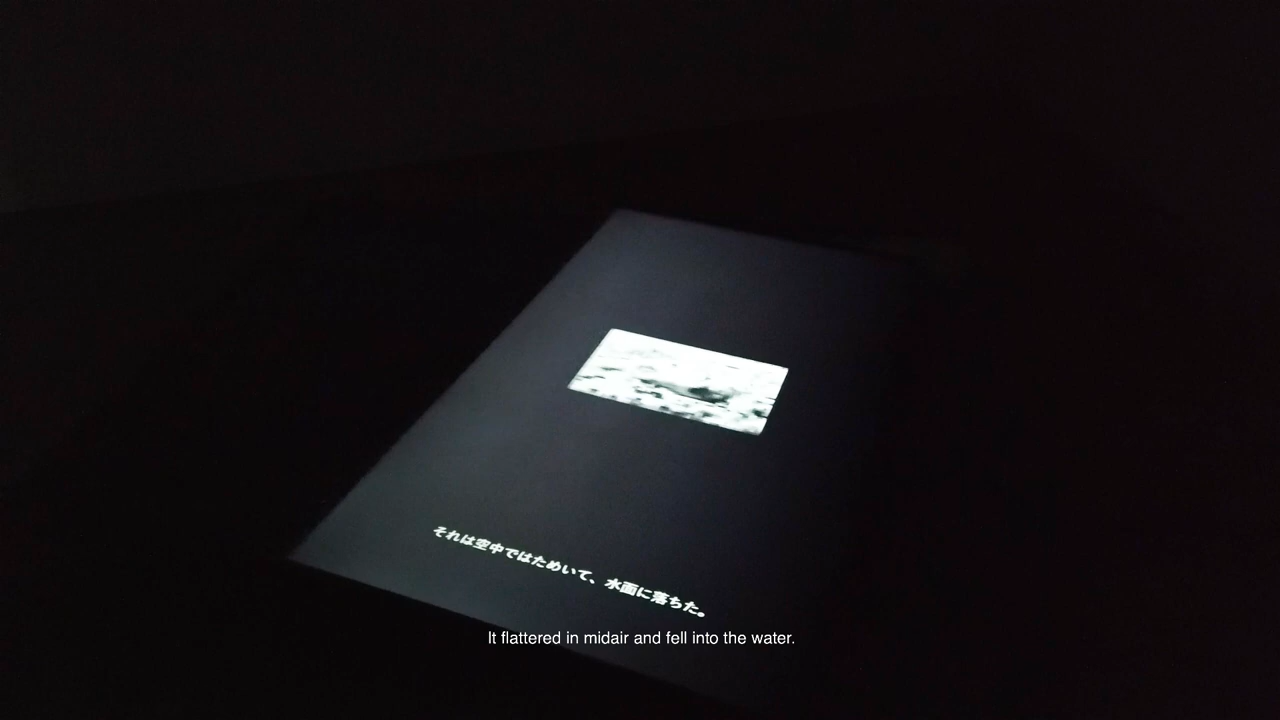 それは空中ではためいて、水面に落ちた。
It flattered in midair and fell into the water.